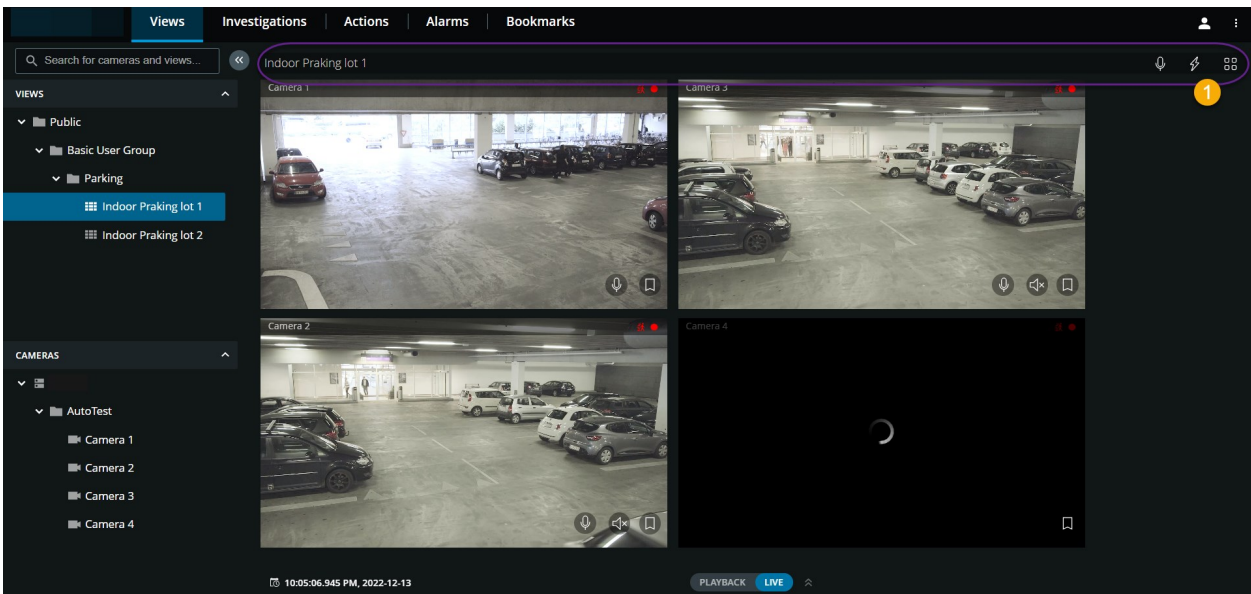 Views Investigations Actions Alarms Bookmarks
Search for cameras and views...
Indoor Praking lot 1
1
VIEWS
Public
Basic User Group
Parking
Indoor Praking lot 1
Indoor Praking lot 2
Camera 1
Camera 3
Camera 2
Camera 4
CAMERAS
AutoTest
Camera 1
Camera 2
Camera 3
Camera 4
10:05:06.945 PM, 2022-12-13
PLAYBACK LIVE